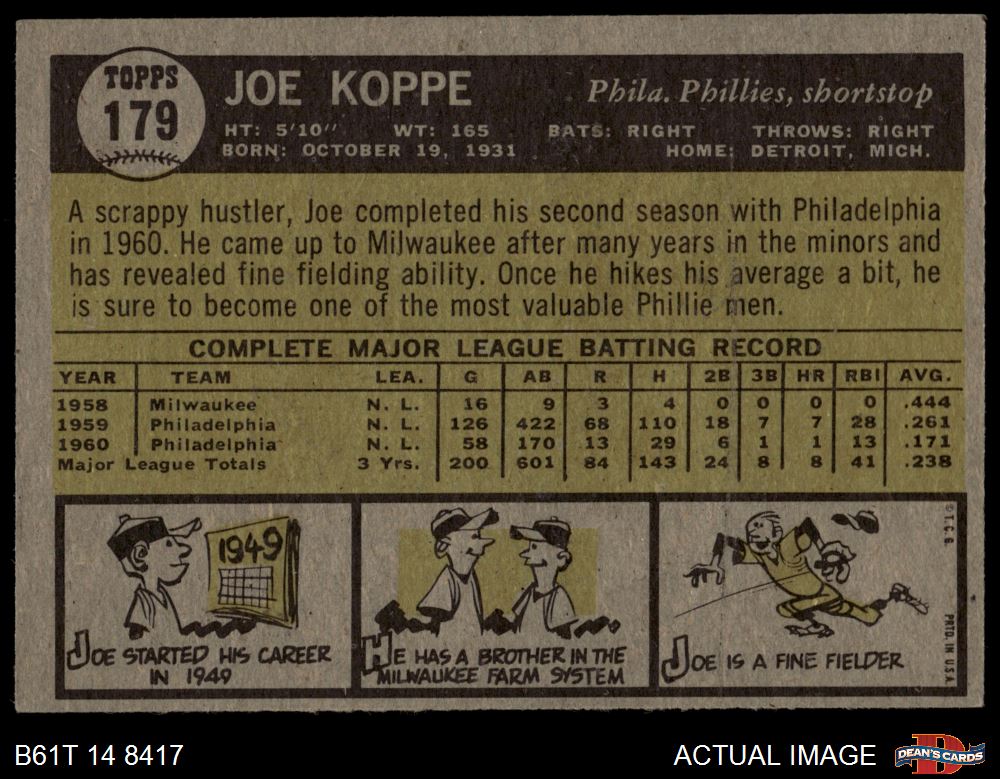 TOPPS
179
JOE KOPPE
Phila. Phillies, shortstop
HT: 5'10" WT: 165 BATS: RIGHT THROWS: RIGHT
BORN: OCTOBER 19, 1931 HOME: DETROIT, MICH.
A scrappy hustler, Joe completed his second season with Philadelphia
in 1960. He came up to Milwaukee after many years in the minors and
has revealed fine fielding ability. Once he hikes his average a bit, he
is sure to become one of the most valuable Phillie men.
COMPLETE MAJOR LEAGUE BATTING RECORD
YEAR TEAM LEA. G AB R H 2B 3B HR RBI AVG.
1958 Milwaukee N. L. 16 9 3 4 0 0 0 0 .444
1959 Philadelphia N. L. 126 422 68 110 18 7 7 28 .261
1960 Philadelphia N. L. 58 170 13 29 6 1 1 13 .171
Major League Totals 3 Yrs. 200 601 84 143 24 8 8 41 .238
1949
JOE STARTED HIS CAREER
IN 1949
HE HAS A BROTHER IN THE
MILWAUKEE FARM SYSTEM
JOE IS A FINE FIELDER
© T.C.G.
PRTD. IN U.S.A.
B61T 14 8417
ACTUAL IMAGE
DEAN'S CARDS